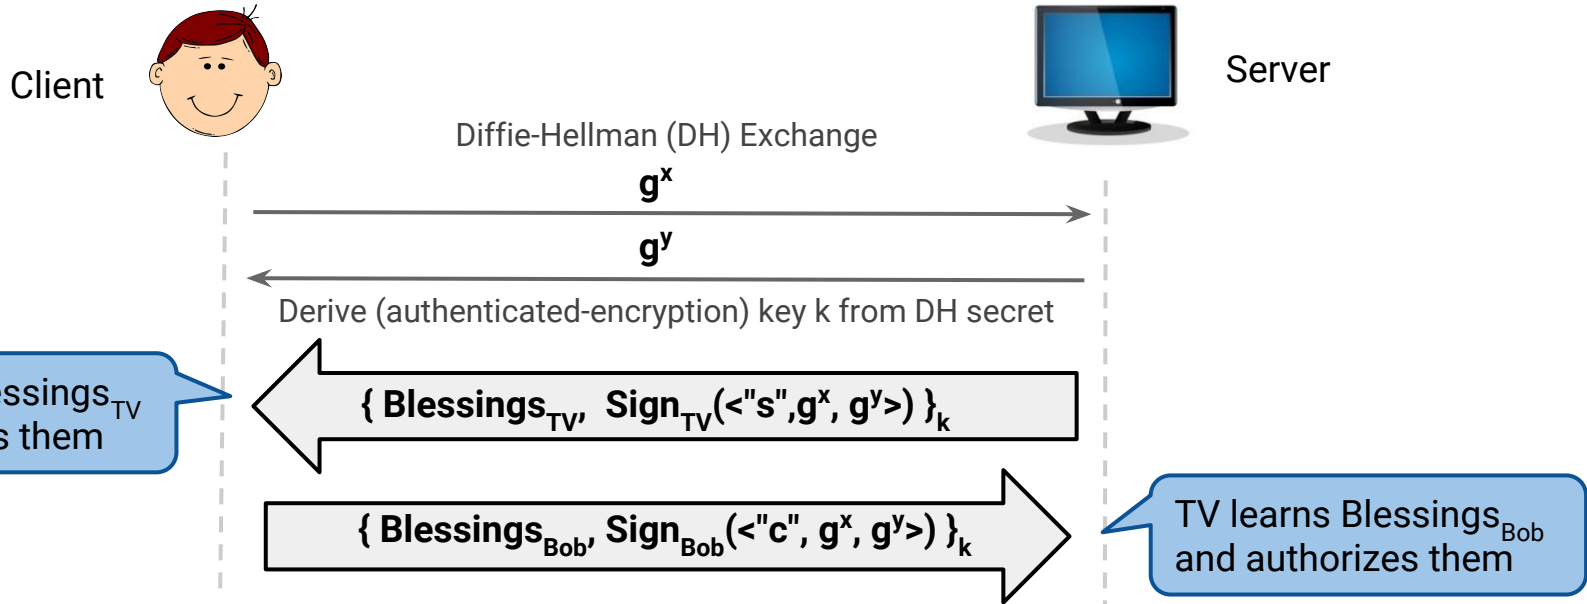 Client
Server
Diffie-Hellman (DH) Exchange
g^x
g^y
Derive (authenticated-encryption) key k from DH secret
{ Blessings_TV, Sign_TV(<"s",g^x, g^y>) }_k
them
{ Blessings_Bob, Sign_Bob(<"c", g^x, g^y>) }_k
TV learns Blessings_Bob
and authorizes them